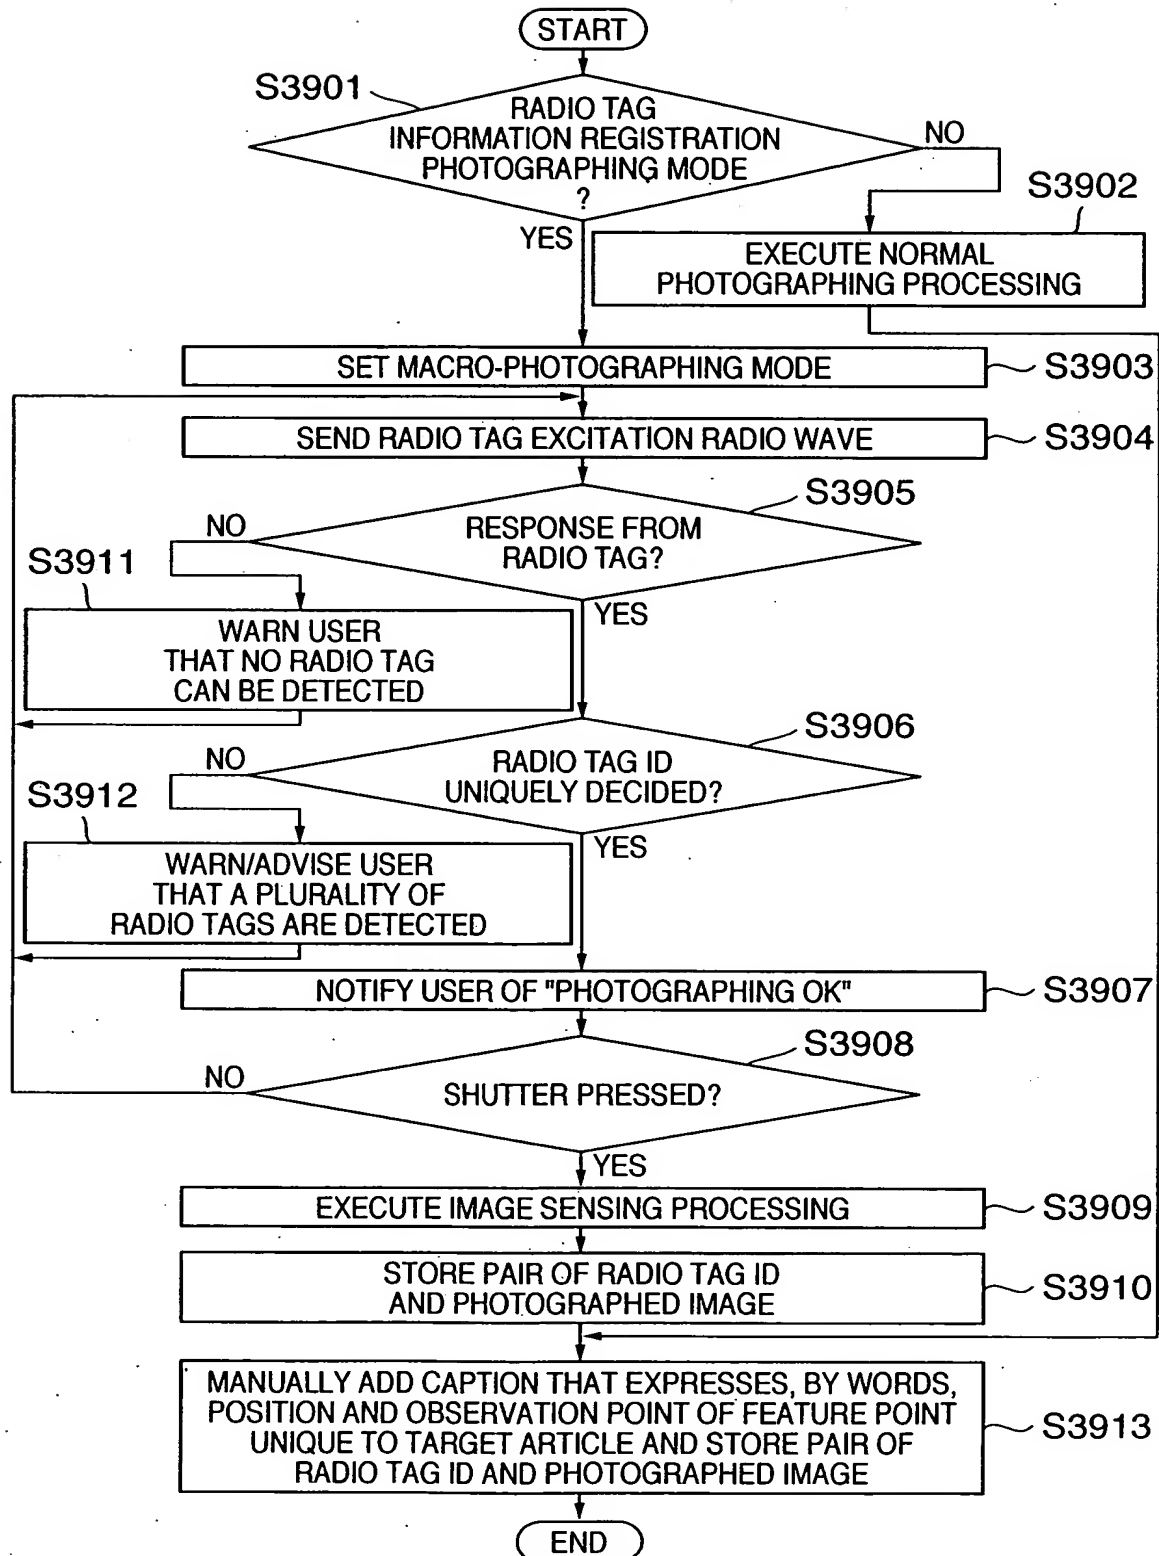 START
S3901
RADIO TAG
INFORMATION REGISTRATION
PHOTOGRAPHING MODE
?
NO
YES
S3902
EXECUTE NORMAL
PHOTOGRAPHING PROCESSING
SET MACRO-PHOTOGRAPHING MODE
S3903
SEND RADIO TAG EXCITATION RADIO WAVE
S3904
S3905
RESPONSE FROM
RADIO TAG?
NO
YES
S3911
WARN USER
THAT NO RADIO TAG
CAN BE DETECTED
S3906
RADIO TAG ID
UNIQUELY DECIDED?
NO
YES
S3912
WARN/ADVISE USER
THAT A PLURALITY OF
RADIO TAGS ARE DETECTED
NOTIFY USER OF "PHOTOGRAPHING OK"
S3907
S3908
SHUTTER PRESSED?
NO
YES
EXECUTE IMAGE SENSING PROCESSING
S3909
STORE PAIR OF RADIO TAG ID
AND PHOTOGRAPHED IMAGE
S3910
MANUALLY ADD CAPTION THAT EXPRESSES, BY WORDS,
POSITION AND OBSERVATION POINT OF FEATURE POINT
UNIQUE TO TARGET ARTICLE AND STORE PAIR OF
RADIO TAG ID AND PHOTOGRAPHED IMAGE
S3913
END